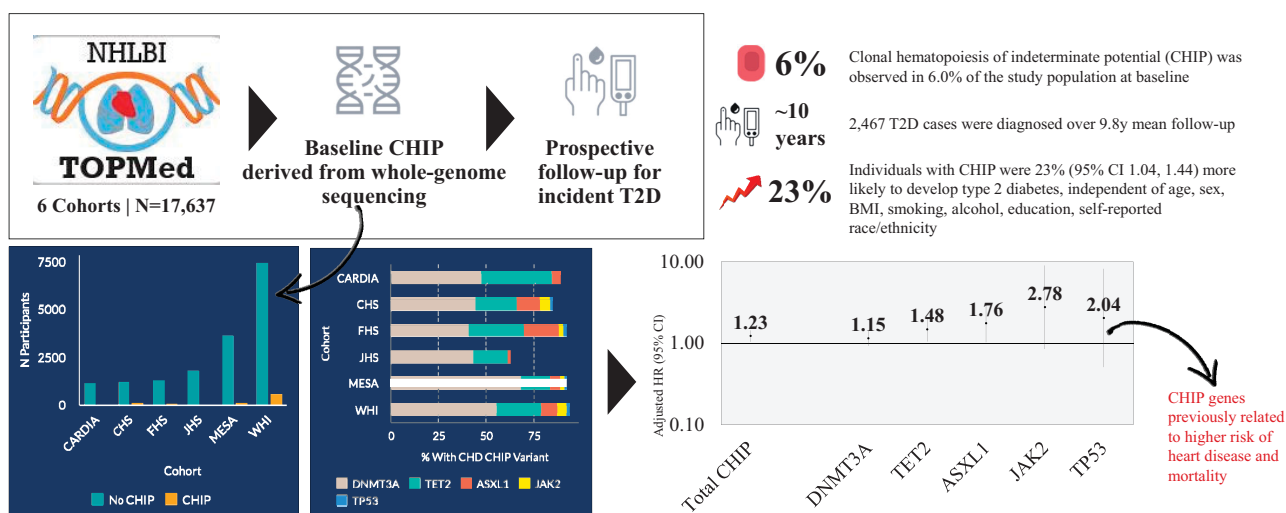 NHLBI
TOPMed
6 Cohorts | N=17,637
Baseline CHIP
derived from whole-genome
sequencing
Prospective
follow-up for
incident T2D
6%
Clonal hematopoiesis of indeterminate potential (CHIP) was
observed in 6.0% of the study population at baseline
~10
years
2,467 T2D cases were diagnosed over 9.8y mean follow-up
23%
Individuals with CHIP were 23% (95% CI 1.04, 1.44) more
likely to develop type 2 diabetes, independent of age, sex,
BMI, smoking, alcohol, education, self-reported
race/ethnicity
N Participants
7500
5000
2500
0
CARDIA
CHS
FHS
JHS
MESA
WHI
Cohort
No CHIP
CHIP
Cohort
CARDIA
CHS
FHS
JHS
MESA
WHI
0
25
50
75
% With CHD CHIP Variant
DNMT3A
TET2
ASXL1
JAK2
TP53
Adjusted HR (95% CI)
10.00
1.00
0.10
1.23
1.15
1.48
1.76
2.78
2.04
Total CHIP
DNMT3A
TET2
ASXL1
JAK2
TP53
CHIP genes
previously related
to higher risk of
heart disease and
mortality